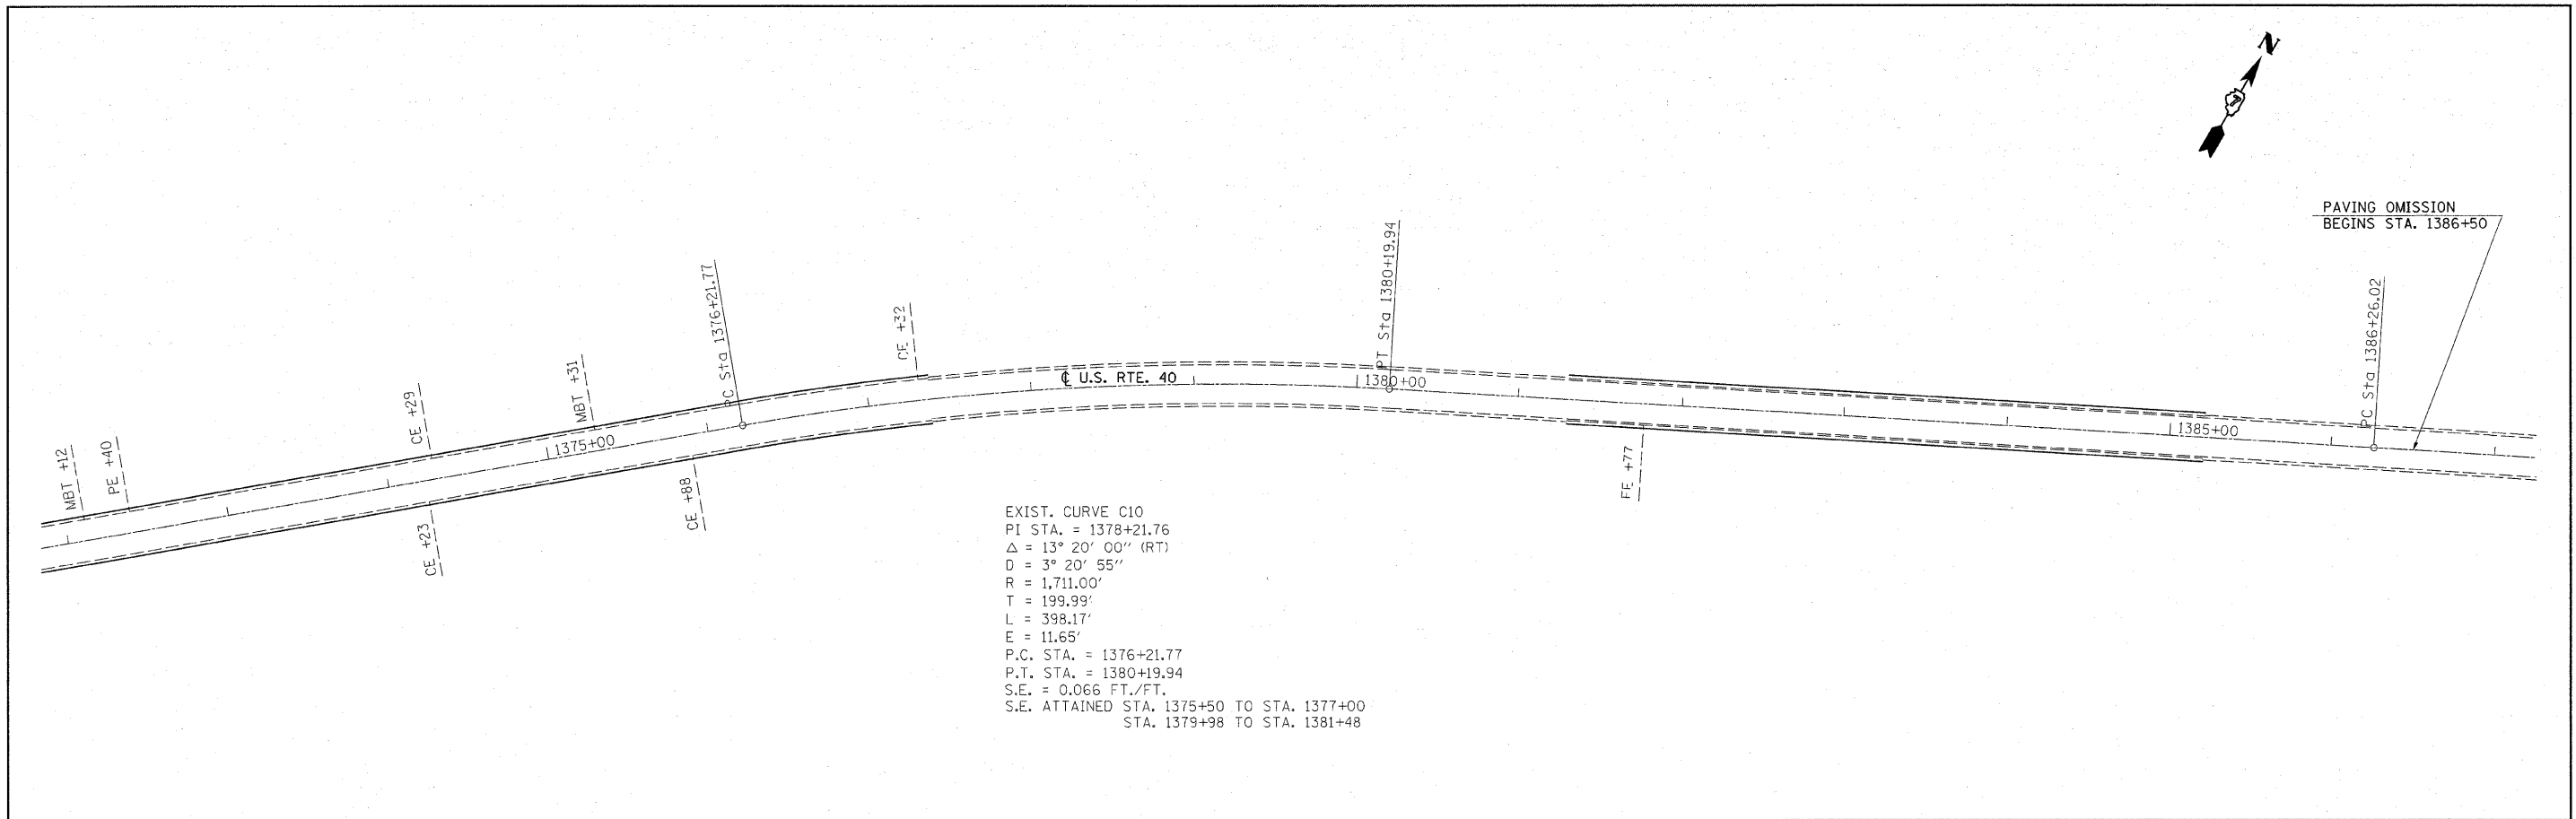 N
7
PAVING OMISSION
BEGINS STA. 1386+50
MBT +12
PE +40
CE +29
CE +23
MBT +31
1375+00
CE +88
PC Sta 1376+21.77
CE +32
℄ U.S. RTE. 40
PT Sta 1380+19.94
1380+00
FE +77
1385+00
PC Sta 1386+26.02
EXIST. CURVE C10
PI STA. = 1378+21.76
Δ = 13° 20' 00" (RT)
D = 3° 20' 55"
R = 1,711.00'
T = 199.99'
L = 398.17'
E = 11.65'
P.C. STA. = 1376+21.77
P.T. STA. = 1380+19.94
S.E. = 0.066 FT./FT.
S.E. ATTAINED STA. 1375+50 TO STA. 1377+00
STA. 1379+98 TO STA. 1381+48